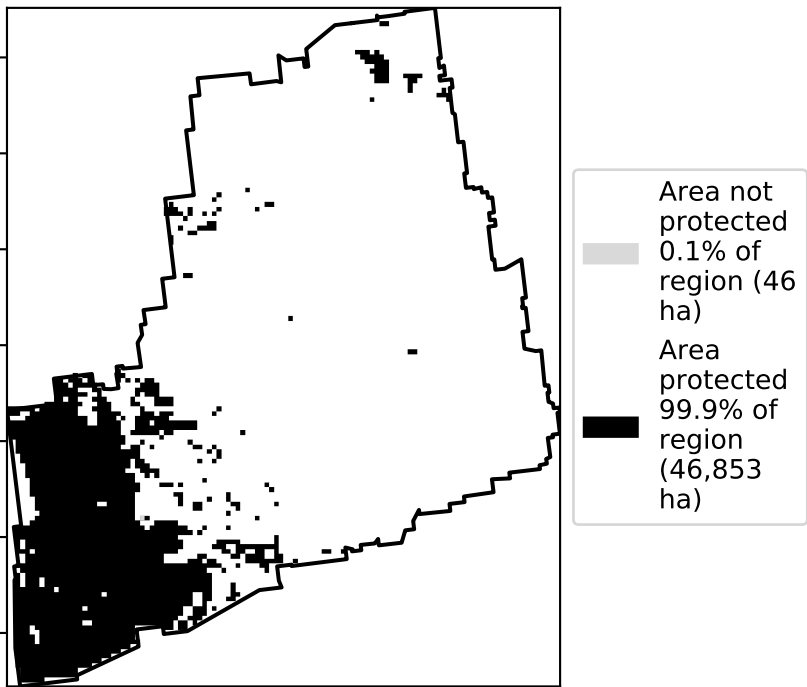 Area not
protected
0.1% of
region (46
ha)
Area
protected
99.9% of
region
(46,853
ha)